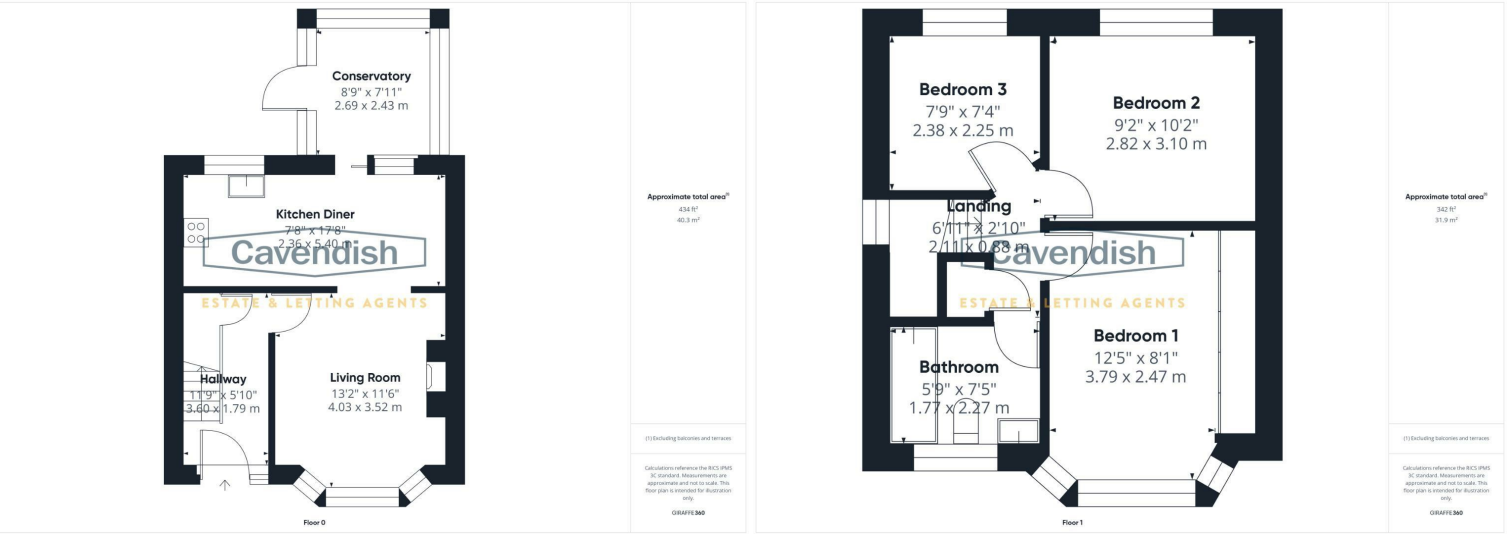 Conservatory
8'9" x 7'11"
2.69 x 2.43 m
Kitchen Diner
7'8" x 17'8"
2.36 x 5.40 m
Cavendish
ESTATE & LETTING AGENTS
Hallway
11'9" x 5'10"
3.60 x 1.79 m
Living Room
13'2" x 11'6"
4.03 x 3.52 m
Floor 0
Approximate total area(1)
434 ft²
40.3 m²
(1) Excluding balconies and terraces
Calculations reference the RICS IPMS
3C standard. Measurements are
approximate and not to scale. This
floor plan is intended for illustration
only.
GIRAFFE360
Bedroom 3
7'9" x 7'4"
2.38 x 2.25 m
Bedroom 2
9'2" x 10'2"
2.82 x 3.10 m
Landing
6'11" x 2'10"
2.11 x 0.88 m
Cavendish
ESTATE & LETTING AGENTS
Bedroom 1
12'5" x 8'1"
3.79 x 2.47 m
Bathroom
5'9" x 7'5"
1.77 x 2.27 m
Floor 1
Approximate total area(1)
342 ft²
31.9 m²
(1) Excluding balconies and terraces
Calculations reference the RICS IPMS
3C standard. Measurements are
approximate and not to scale. This
floor plan is intended for illustration
only.
GIRAFFE360